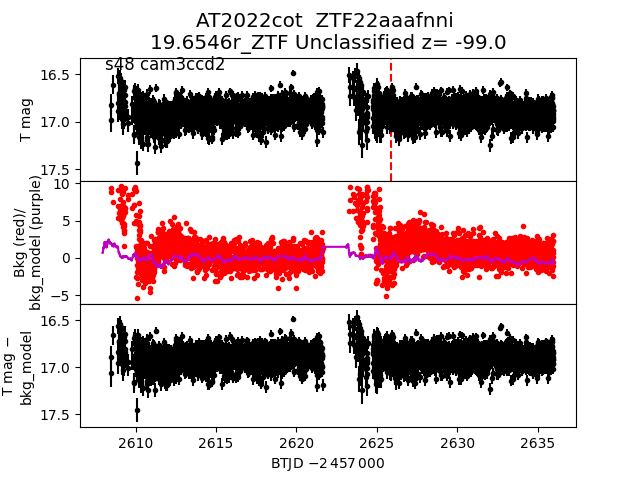 AT2022cot  ZTF22aaafnni
19.6546r_ZTF Unclassified z= -99.0
s48 cam3ccd2
16.5
17.0
17.5
T mag
10
5
0
−5
Bkg (red)/
bkg_model (purple)
16.5
17.0
17.5
T mag −
bkg_model
2610
2615
2620
2625
2630
2635
BTJD −2 457 000